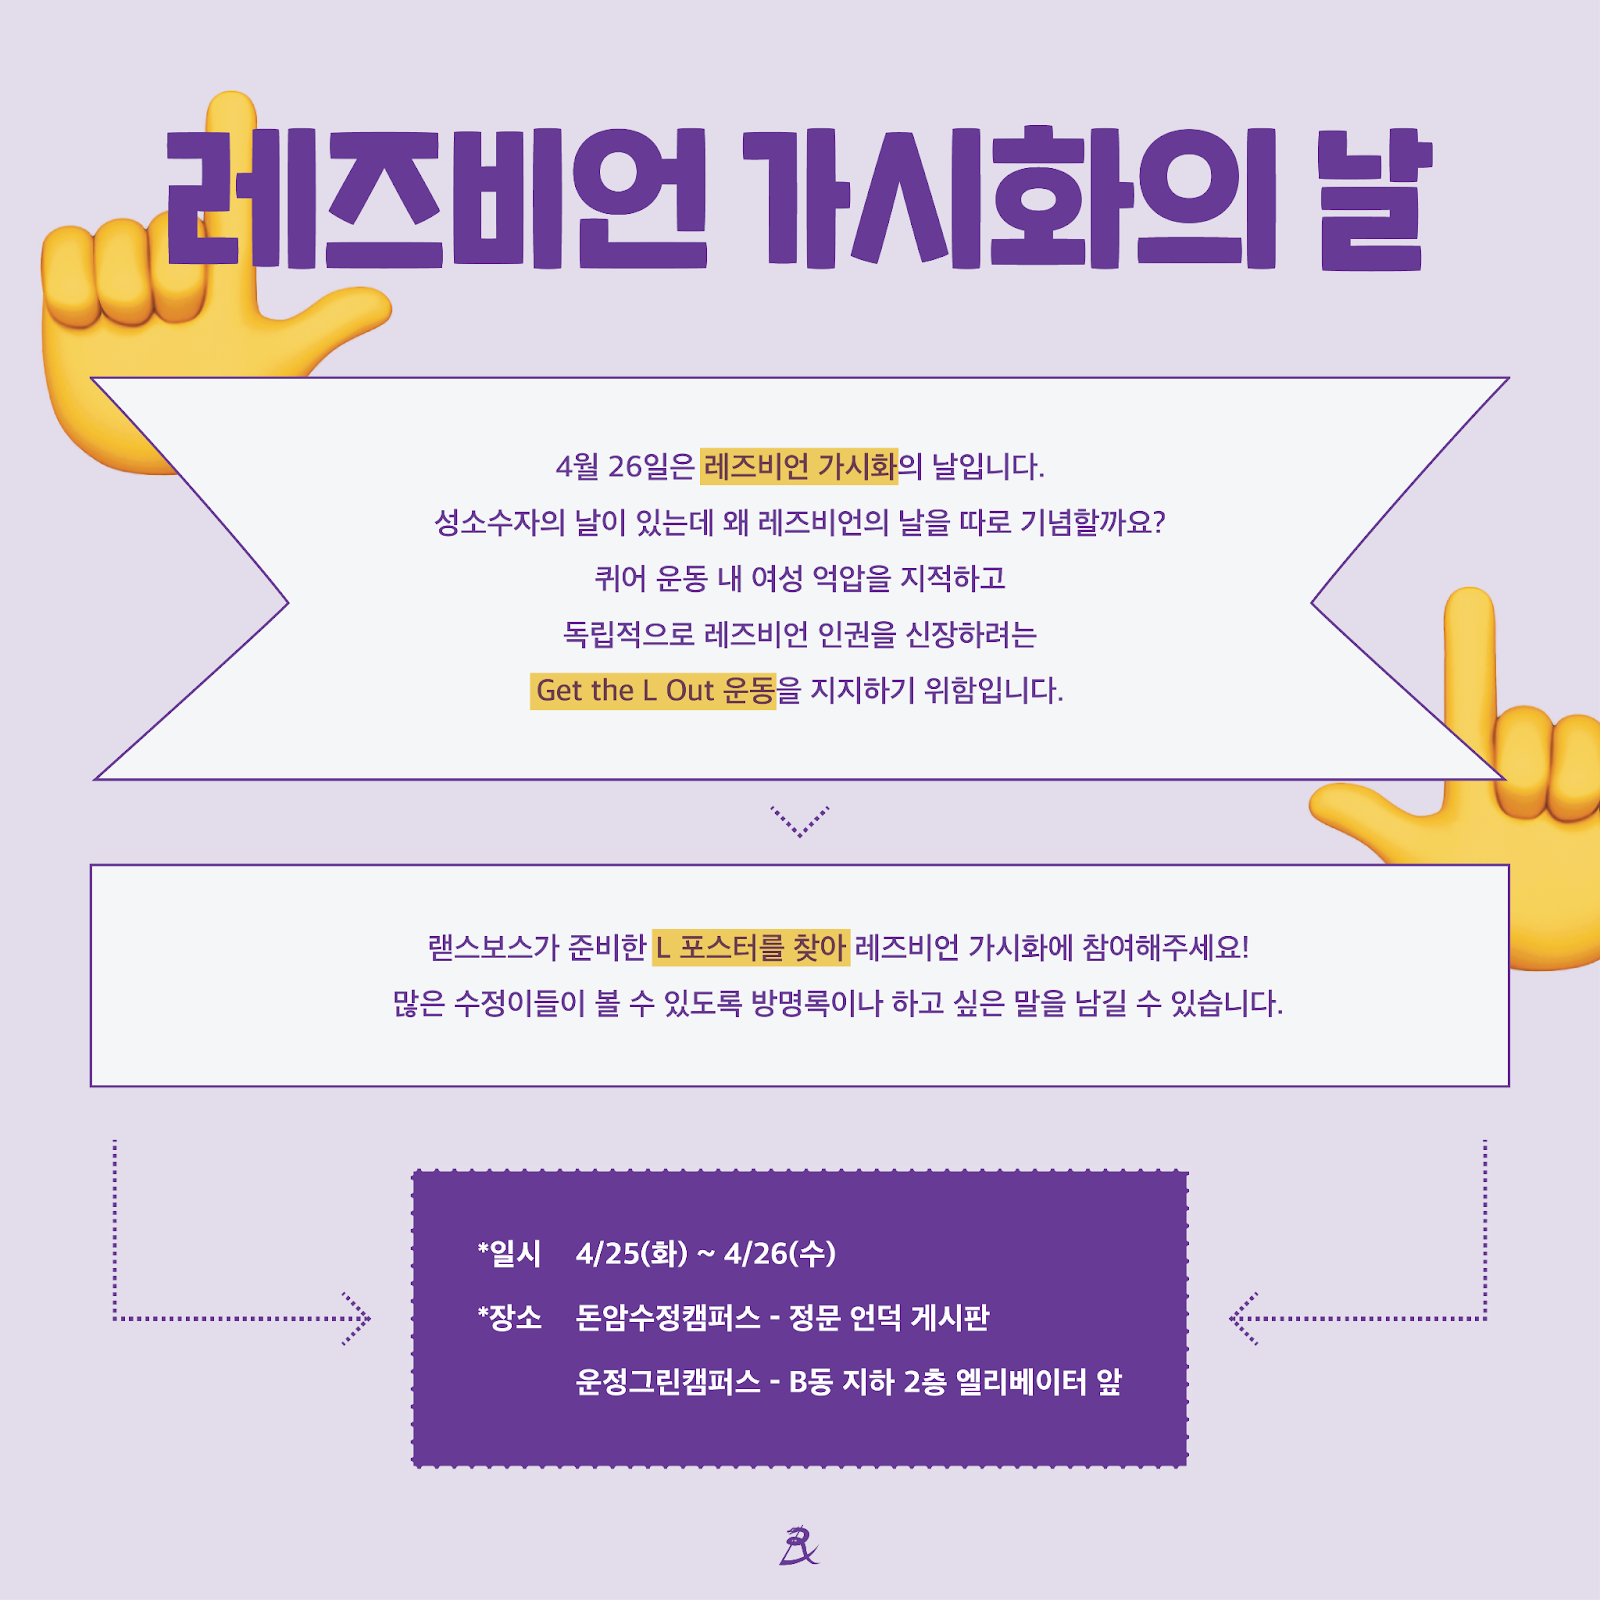 레즈비언 가시화의 날
4월 26일은 레즈비언 가시화의 날입니다.
성소수자의 날이 있는데 왜 레즈비언의 날을 따로 기념할까요?
퀴어 운동 내 여성 억압을 지적하고
독립적으로 레즈비언 인권을 신장하려는
Get the L Out 운동을 지지하기 위함입니다.
랟스보스가 준비한 L 포스터를 찾아 레즈비언 가시화에 참여해주세요!
많은 수정이들이 볼 수 있도록 방명록이나 하고 싶은 말을 남길 수 있습니다.
*일시 4/25(화) ~ 4/26(수)
*장소 돈암수정캠퍼스 - 정문 언덕 게시판
운정그린캠퍼스 - B동 지하 2층 엘리베이터 앞